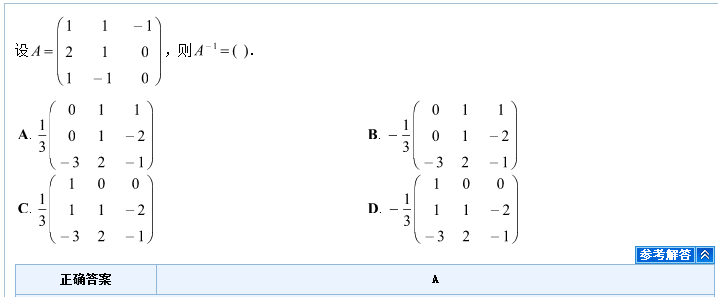 设 A = ( 1 1 −1
2 1 0
1 −1 0 ) ，则 A⁻¹ = ( ).
A. 1/3 ( 0 1 1
0 1 −2
−3 2 −1 )
B. − 1/3 ( 0 1 1
0 1 −2
−3 2 −1 )
C. 1/3 ( 1 0 0
1 1 −2
−3 2 −1 )
D. − 1/3 ( 1 0 0
1 1 −2
−3 2 −1 )
参考解答
正确答案 A